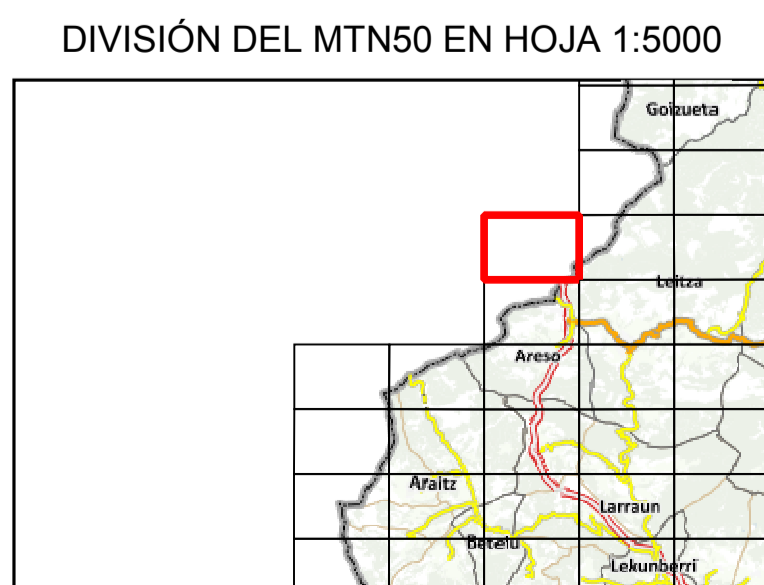 DIVISIÓN DEL MTN50 EN HOJA 1:5000
Goizueta
Leitza
Areso
Araitz
Larraun
Betelu
Lekunberri